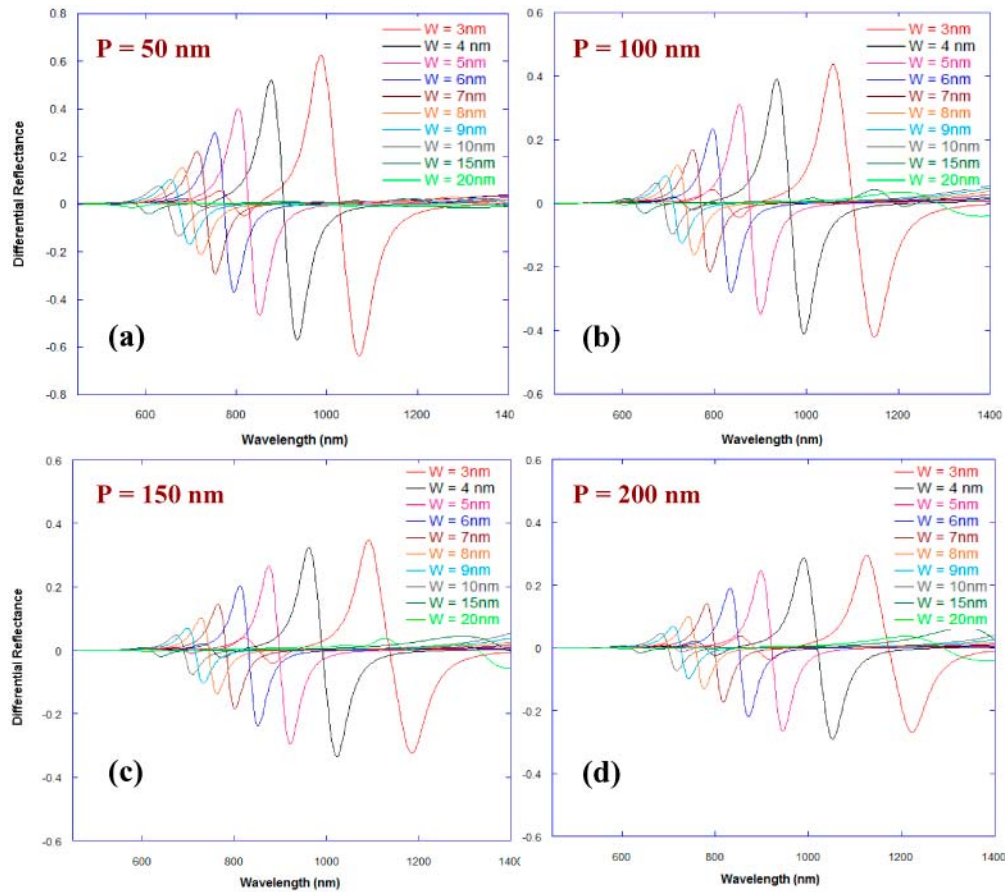 P = 50 nm
W = 3nm
W = 4 nm
W = 5nm
W = 6nm
W = 7nm
W = 8nm
W = 9nm
W = 10nm
W = 15nm
W = 20nm
0.8
0.6
0.4
0.2
0
-0.2
-0.4
-0.6
-0.8
Differential Reflectance
(a)
600 800 1000 1200 1400
Wavelength (nm)
P = 100 nm
W = 3nm
W = 4 nm
W = 5nm
W = 6nm
W = 7nm
W = 8nm
W = 9nm
W = 10nm
W = 15nm
W = 20nm
0.6
0.4
0.2
0
-0.2
-0.4
-0.6
(b)
600 800 1000 1200 1400
Wavelength (nm)
P = 150 nm
W = 3nm
W = 4 nm
W = 5nm
W = 6nm
W = 7nm
W = 8nm
W = 9nm
W = 10nm
W = 15nm
W = 20nm
0.6
0.4
0.2
0
-0.2
-0.4
-0.6
Differential Reflectance
(c)
600 800 1000 1200 1400
Wavelength (nm)
P = 200 nm
W = 3nm
W = 4 nm
W = 5nm
W = 6nm
W = 7nm
W = 8nm
W = 9nm
W = 10nm
W = 15nm
W = 20nm
0.6
0.4
0.2
0
-0.2
-0.4
-0.6
(d)
600 800 1000 1200 1400
Wavelength (nm)